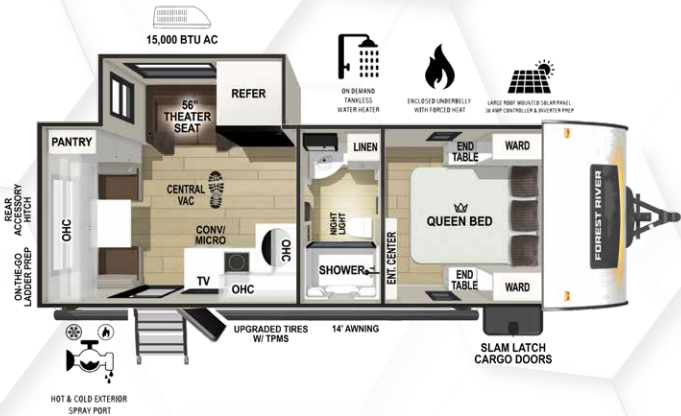 15,000 BTU AC
ON DEMAND
TANKLESS
WATER HEATER
ENCLOSED UNDERBELLY
WITH FORCED HEAT
LARGE ROOF MOUNTED SOLAR PANEL
30 AMP CONTROLLER & INVERTER PREP
56"
THEATER
SEAT
REFER
PANTRY
LINEN
END
TABLE
WARD
REAR
ACCESSORY
HITCH
ON-THE-GO
LADDER PREP
OHC
CENTRAL
VAC
CONV/
MICRO
OHC
TV
OHC
NIGHT
LIGHT
SHOWER
ENT. CENTER
QUEEN BED
END
TABLE
WARD
FOREST RIVER
UPGRADED TIRES
W/ TPMS
14' AWNING
SLAM LATCH
CARGO DOORS
HOT & COLD EXTERIOR
SPRAY PORT